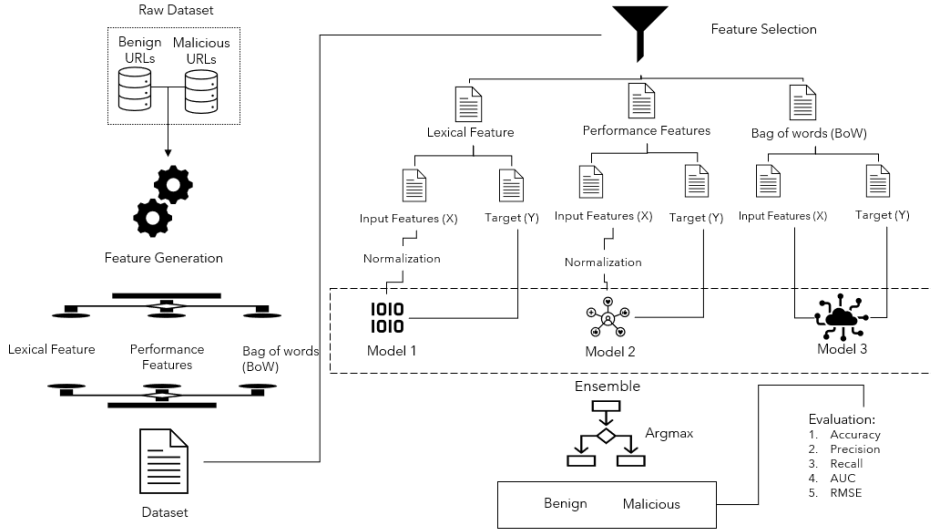 Raw Dataset
Benign
URLs
Malicious
URLs
Feature Generation
Lexical Feature
Performance
Features
Bag of words
(BoW)
Dataset
Feature Selection
Lexical Feature
Performance Features
Bag of words (BoW)
Input Features (X)
Target (Y)
Input Features (X)
Target (Y)
Input Features (X)
Target (Y)
Normalization
Normalization
1010
1010
Model 1
Model 2
Model 3
Ensemble
Argmax
Benign
Malicious
Evaluation:
1. Accuracy
2. Precision
3. Recall
4. AUC
5. RMSE